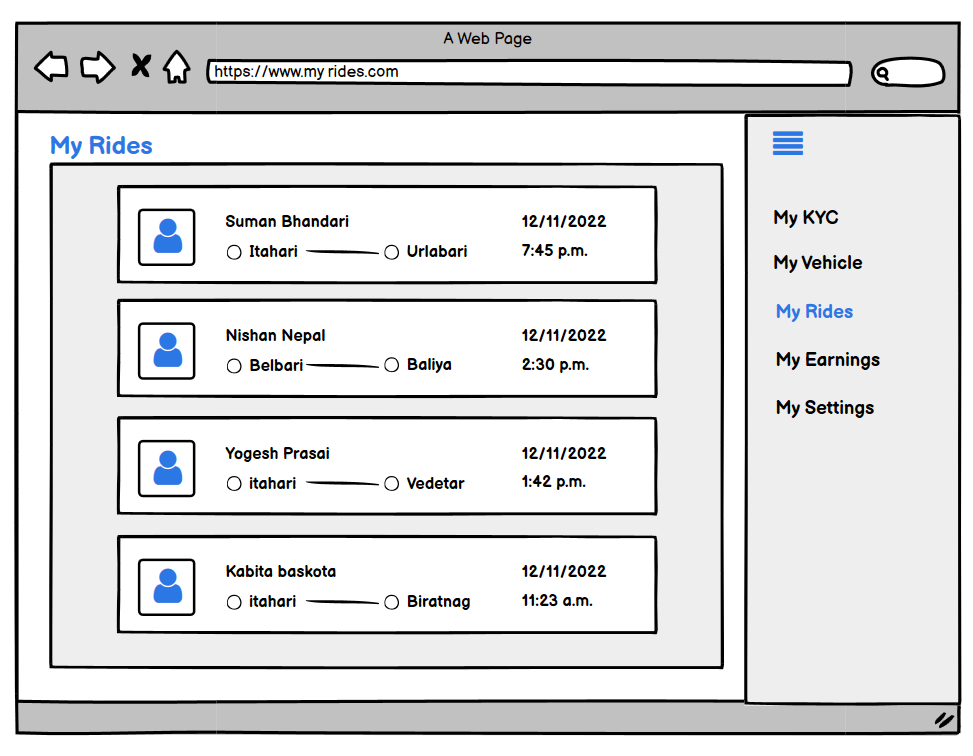 A Web Page
https://www.my rides.com
My Rides
Suman Bhandari 12/11/2022
Itahari Urlabari 7:45 p.m.
Nishan Nepal 12/11/2022
Belbari Baliya 2:30 p.m.
Yogesh Prasai 12/11/2022
itahari Vedetar 1:42 p.m.
Kabita baskota 12/11/2022
itahari Biratnag 11:23 a.m.
My KYC
My Vehicle
My Rides
My Earnings
My Settings